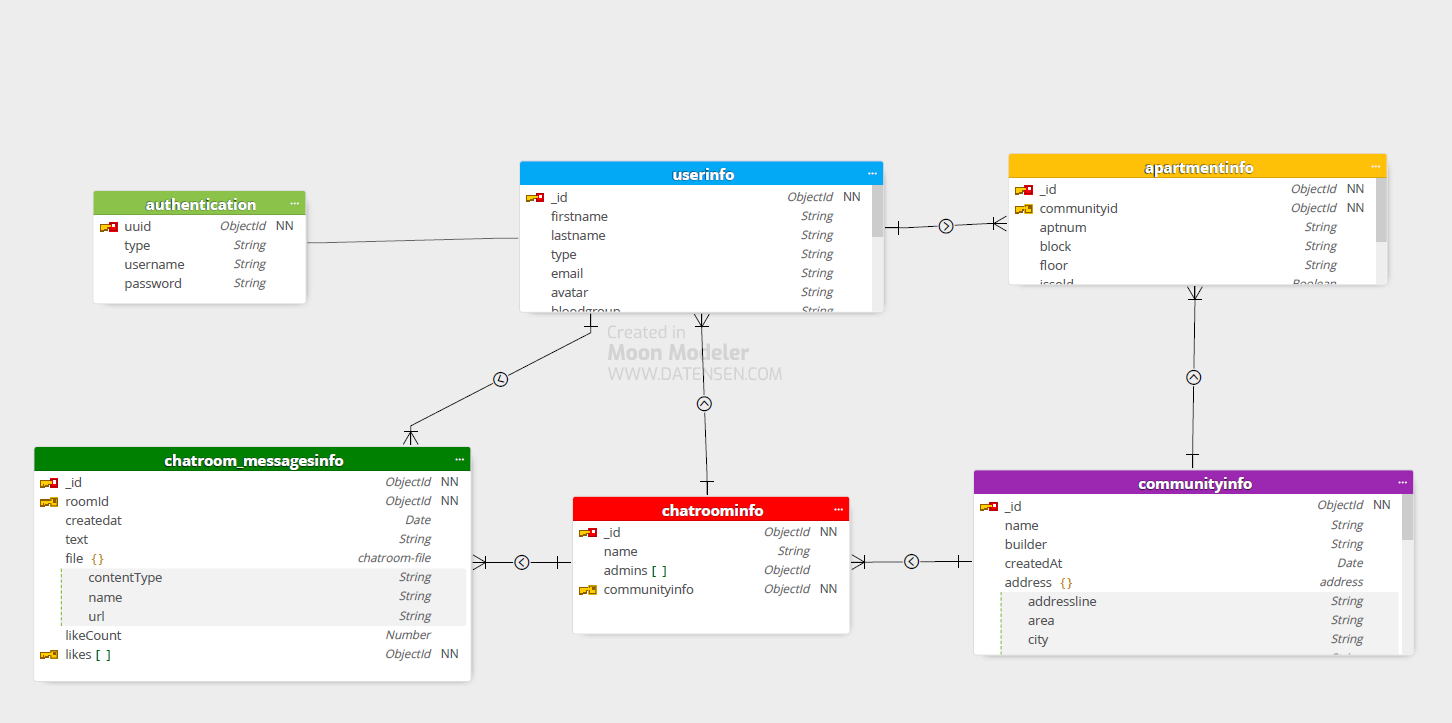 authentication ...
uuid ObjectId NN
type String
username String
password String
userinfo ...
_id ObjectId NN
firstname String
lastname String
type String
email String
avatar String
bloodgroup String
apartmentinfo ...
_id ObjectId NN
communityid ObjectId NN
aptnum String
block String
floor String
issold Boolean
Created in
Moon Modeler
WWW.DATENSEN.COM
chatroom_messagesinfo ...
_id ObjectId NN
roomId ObjectId NN
createdat Date
text String
file {} chatroom-file
contentType String
name String
url String
likeCount Number
likes [ ] ObjectId NN
chatroominfo ...
_id ObjectId NN
name String
admins [ ] ObjectId
communityinfo ObjectId NN
communityinfo ...
_id ObjectId NN
name String
builder String
createdAt Date
address {} address
addressline String
area String
city String